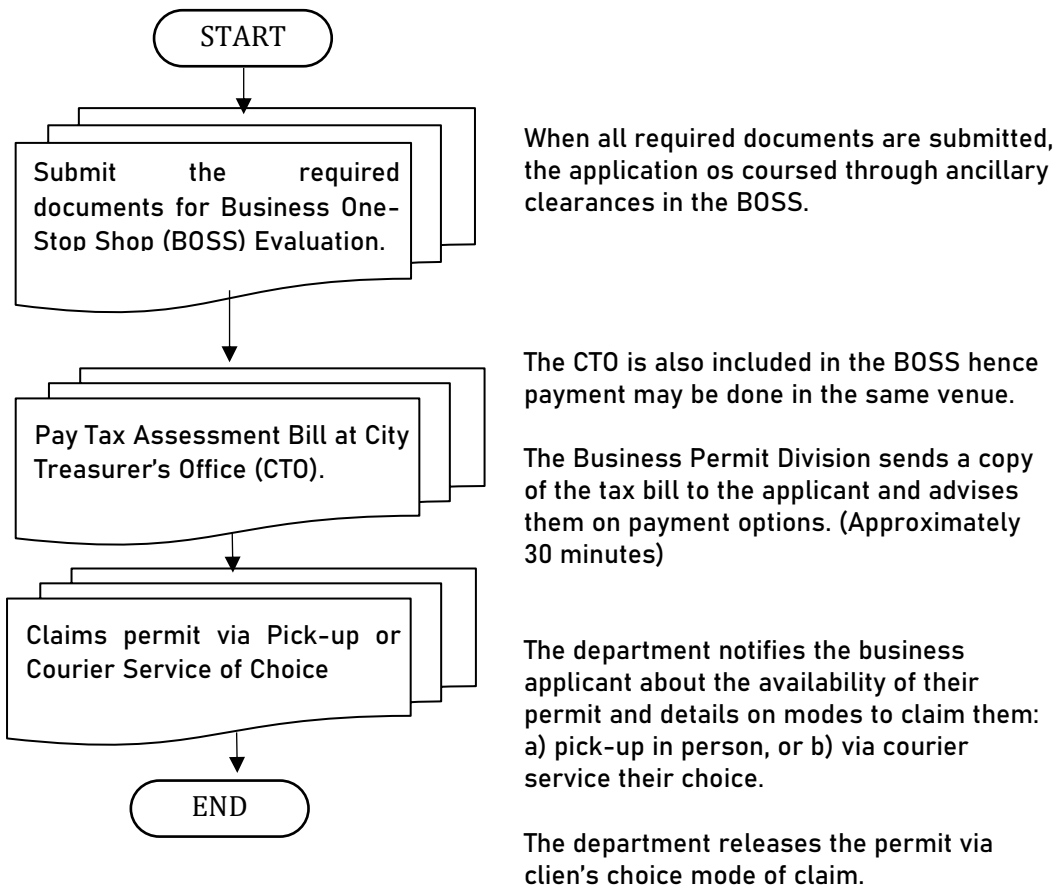 START
Submit the required
documents for Business One-
Stop Shop (BOSS) Evaluation.
When all required documents are submitted,
the application os coursed through ancillary
clearances in the BOSS.
Pay Tax Assessment Bill at City
Treasurer's Office (CTO).
The CTO is also included in the BOSS hence
payment may be done in the same venue.
The Business Permit Division sends a copy
of the tax bill to the applicant and advises
them on payment options. (Approximately
30 minutes)
Claims permit via Pick-up or
Courier Service of Choice
The department notifies the business
applicant about the availability of their
permit and details on modes to claim them:
a) pick-up in person, or b) via courier
service their choice.
END
The department releases the permit via
clien's choice mode of claim.